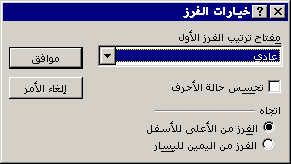 خيارات الفرز
مفتاح ترتيب الفرز الأول
عادي
موافق
إلغاء الأمر
تحسس حالة الأحرف
اتجاه
الفرز من الأعلى للأسفل
الفرز من اليمين لليسار